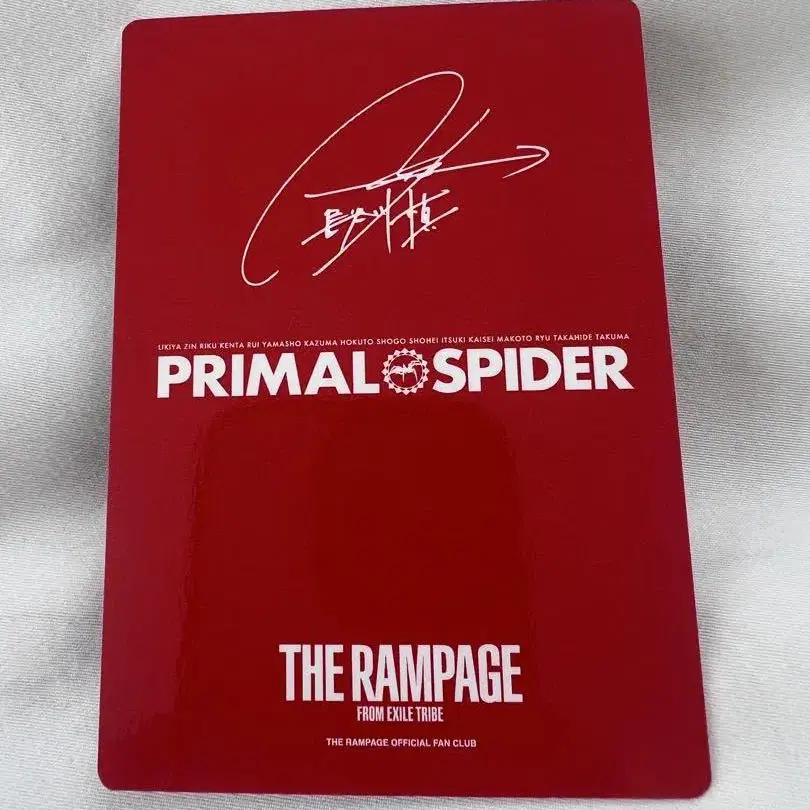 LIKIYA ZIN RIKU KENTA RUI YAMASHO KAZUMA HOKUTO SHOGO SHOHEI ITSUKI KAISEI MAKOTO RYU TAKAHIDE TAKUMA
PRIMAL SPIDER
THE RAMPAGE
FROM EXILE TRIBE
THE RAMPAGE OFFICIAL FAN CLUB